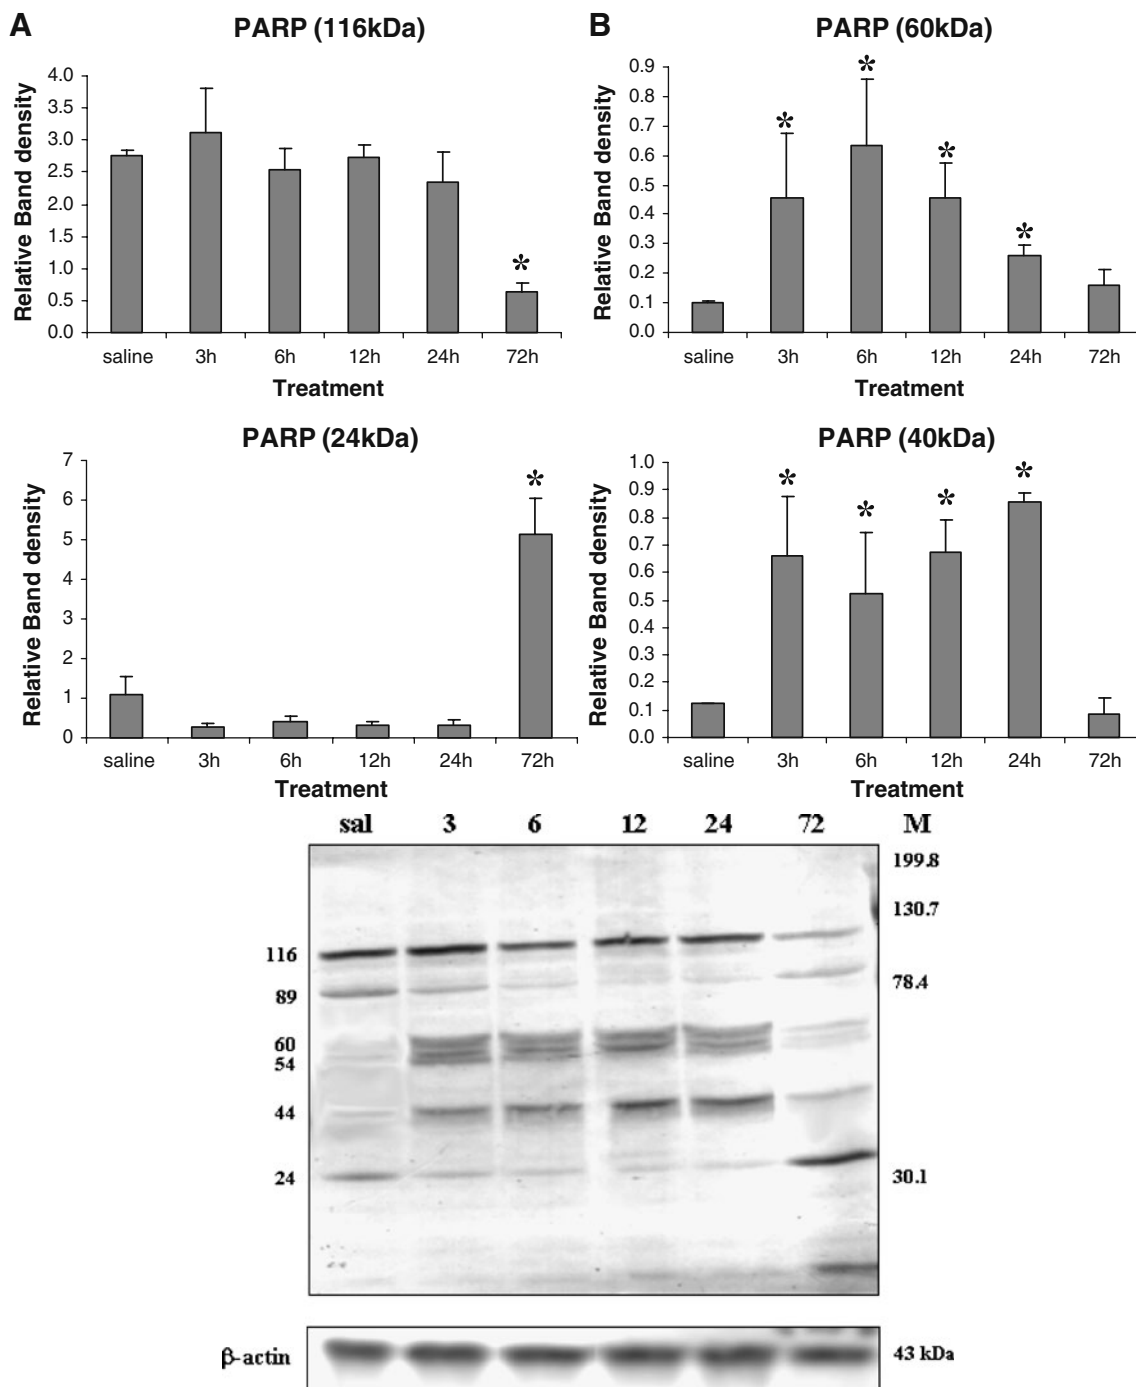 A
PARP (116kDa)
Relative Band density
4.0
3.5
3.0
2.5
2.0
1.5
1.0
0.5
0.0
*
saline 3h 6h 12h 24h 72h
Treatment
B
PARP (60kDa)
Relative Band density
0.9
0.8
0.7
0.6
0.5
0.4
0.3
0.2
0.1
0.0
* * * *
saline 3h 6h 12h 24h 72h
Treatment
PARP (24kDa)
Relative Band density
7
6
5
4
3
2
1
0
*
saline 3h 6h 12h 24h 72h
Treatment
PARP (40kDa)
Relative Band density
1.0
0.9
0.8
0.7
0.6
0.5
0.4
0.3
0.2
0.1
0.0
* * * *
saline 3h 6h 12h 24h 72h
Treatment
sal 3 6 12 24 72 M
116
89
60
54
44
24
199.8
130.7
78.4
30.1
β-actin
43 kDa